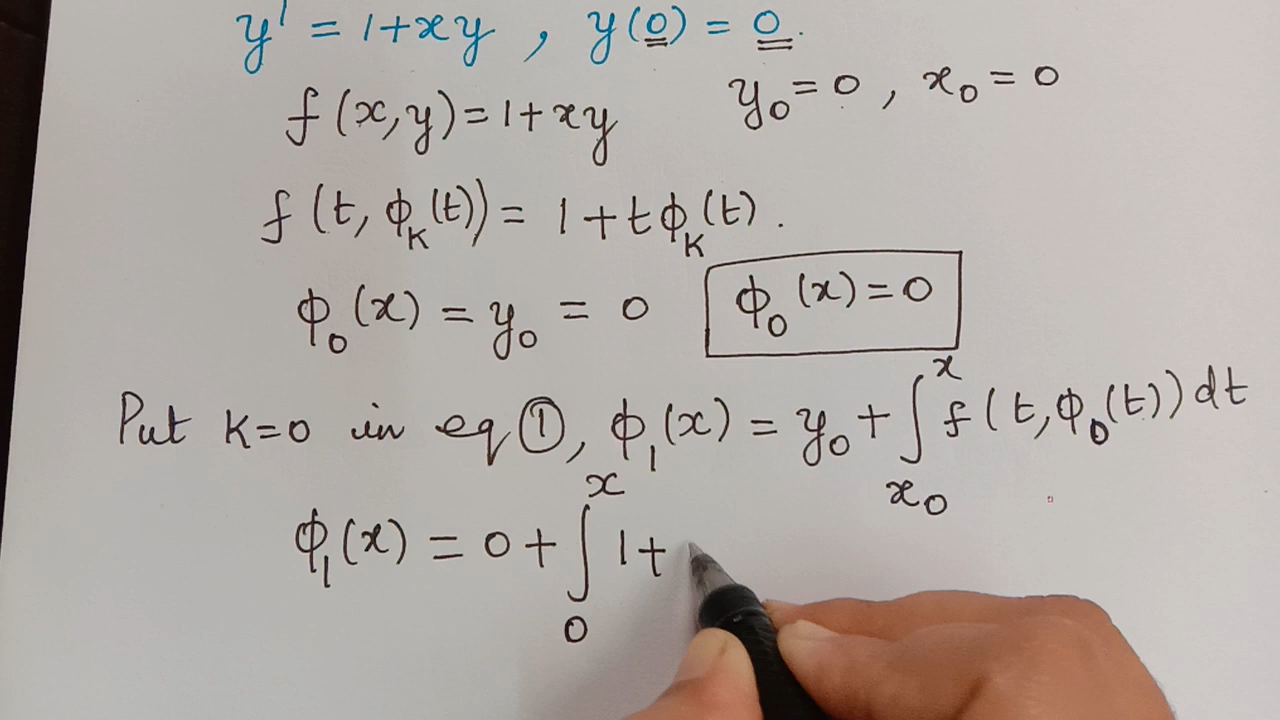 y' = 1+xy , y(0) = 0.
f(x,y)=1+xy y₀=0 , x₀=0
f(t, ϕ_K(t)) = 1+tϕ_K(t).
ϕ₀(x) = y₀ = 0 ϕ₀(x)=0
Put K=0 in eq ①, ϕ₁(x) = y₀ + ∫_{x₀}^{x} f(t,ϕ₀(t))dt
ϕ₁(x) = 0+ ∫_{0}^{x} 1+